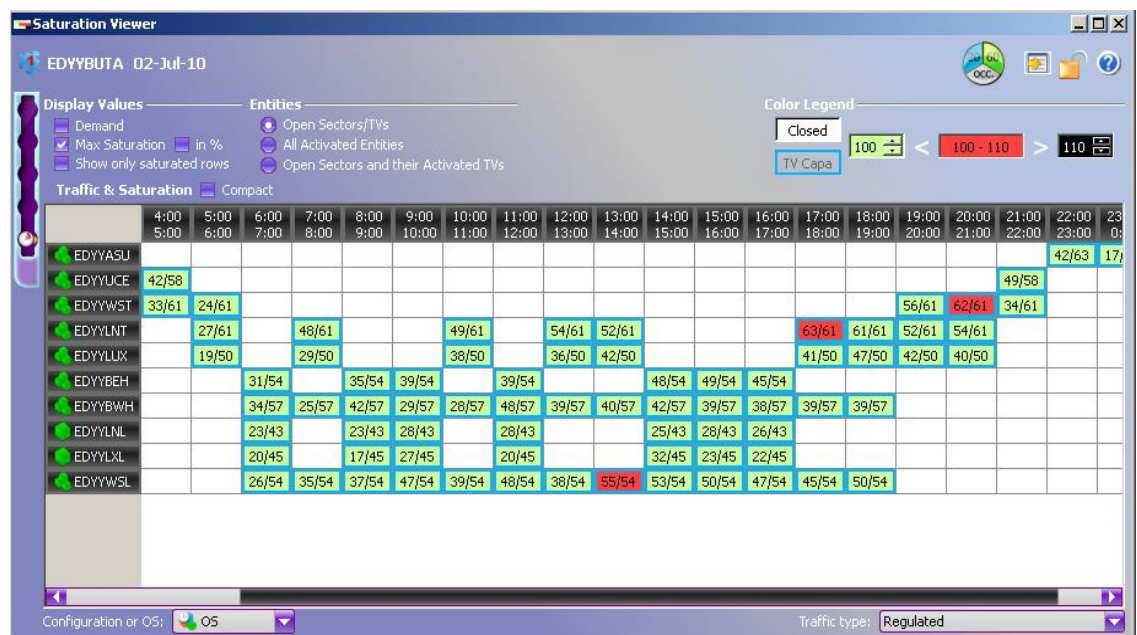 Saturation Viewer
EDYYBUTA 02-Jul-10
20 60
OCC.
Display Values
Entities
Color Legend
Demand
Open Sectors/TVs
Closed
Max Saturation in %
All Activated Entities
100 < 100 - 110 > 110
Show only saturated rows
Open Sectors and their Activated TVs
TV Capa
Traffic & Saturation Compact
4:00 5:00 6:00 7:00 8:00 9:00 10:00 11:00 12:00 13:00 14:00 15:00 16:00 17:00 18:00 19:00 20:00 21:00 22:00 23
5:00 6:00 7:00 8:00 9:00 10:00 11:00 12:00 13:00 14:00 15:00 16:00 17:00 18:00 19:00 20:00 21:00 22:00 23:00 0:
EDYYASU 42/63 17/
EDYYUCE 42/58 49/58
EDYYWST 33/61 24/61 56/61 62/61 34/61
EDYYLNT 27/61 48/61 49/61 54/61 52/61 63/61 61/61 52/61 54/61
EDYYLUX 19/50 29/50 38/50 36/50 42/50 41/50 47/50 42/50 40/50
EDYYBEH 31/54 35/54 39/54 39/54 48/54 49/54 45/54
EDYYBWH 34/57 25/57 42/57 29/57 28/57 48/57 39/57 40/57 42/57 39/57 38/57 39/57 39/57
EDYYLNL 23/43 23/43 28/43 28/43 25/43 28/43 26/43
EDYYLXL 20/45 17/45 27/45 20/45 32/45 23/45 22/45
EDYYWSL 26/54 35/54 37/54 47/54 39/54 48/54 38/54 55/54 53/54 50/54 47/54 45/54 50/54
Configuration or OS: OS
Traffic type: Regulated